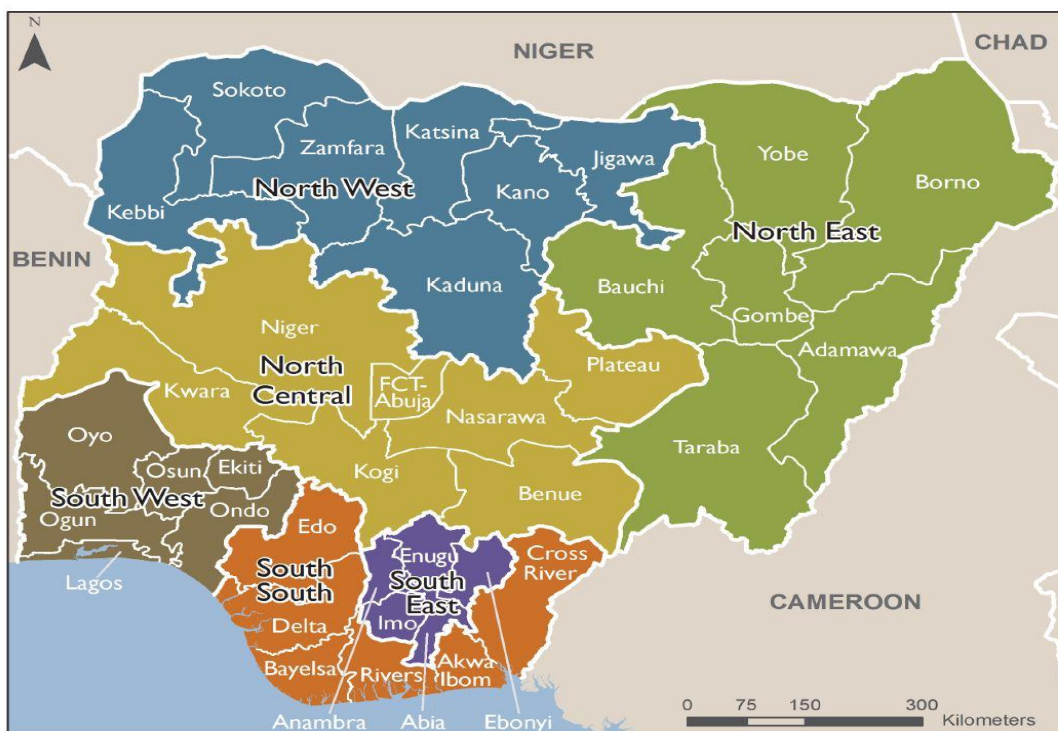 N
NIGER
CHAD
Sokoto
Katsina
Zamfara
Jigawa
Yobe
Borno
Kano
North West
Kebbi
North East
BENIN
Kaduna
Bauchi
Gombe
Niger
Adamawa
Plateau
North
Central
FCT-
Abuja
Kwara
Nasarawa
Oyo
Taraba
Osun
Ekiti
Kogi
South West
Benue
Ogun
Ondo
Edo
Enugu
Cross
River
South
South
South
East
Lagos
Delta
Imo
CAMEROON
Bayelsa
Rivers
Akwa
Ibom
Anambra
Abia
Ebonyi
0 75 150 300
Kilometers